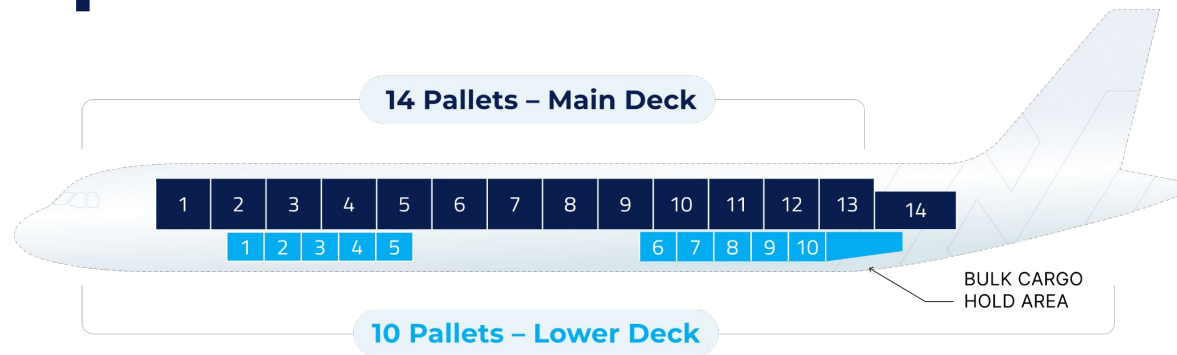 14 Pallets – Main Deck
1 2 3 4 5 6 7 8 9 10 11 12 13 14
1 2 3 4 5 6 7 8 9 10
BULK CARGO
HOLD AREA
10 Pallets – Lower Deck